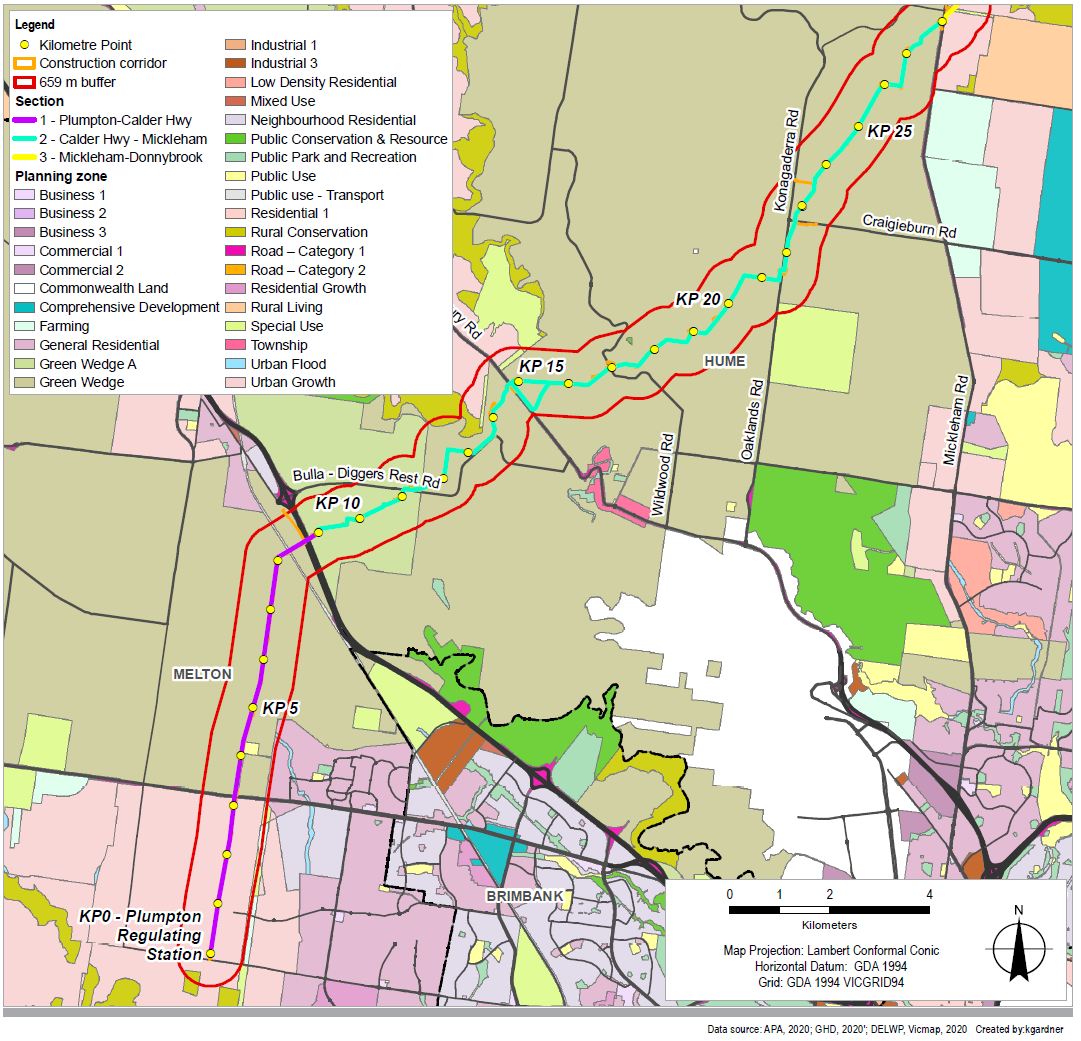 Legend
Kilometre Point
Construction corridor
659 m buffer
Section
1 - Plumpton-Calder Hwy
2 - Calder Hwy - Mickleham
3 - Mickleham-Donnybrook
Planning zone
Business 1
Business 2
Business 3
Commercial 1
Commercial 2
Commonwealth Land
Comprehensive Development
Farming
General Residential
Green Wedge A
Green Wedge
Industrial 1
Industrial 3
Low Density Residential
Mixed Use
Neighbourhood Residential
Public Conservation & Resource
Public Park and Recreation
Public Use
Public use - Transport
Residential 1
Rural Conservation
Road – Category 1
Road – Category 2
Residential Growth
Rural Living
Special Use
Township
Urban Flood
Urban Growth
KP 25
Konagaderra Rd
Craigieburn Rd
KP 20
ry Rd
HUME
KP 15
Oaklands Rd
Mickleham Rd
Wildwood Rd
Bulla - Diggers Rest Rd
KP 10
MELTON
KP 5
BRIMBANK
KP0 - Plumpton
Regulating
Station
0 1 2 4
Kilometers
N
Map Projection: Lambert Conformal Conic
Horizontal Datum: GDA 1994
Grid: GDA 1994 VICGRID94
Data source: APA, 2020; GHD, 2020'; DELWP, Vicmap, 2020 Created by:kgardner